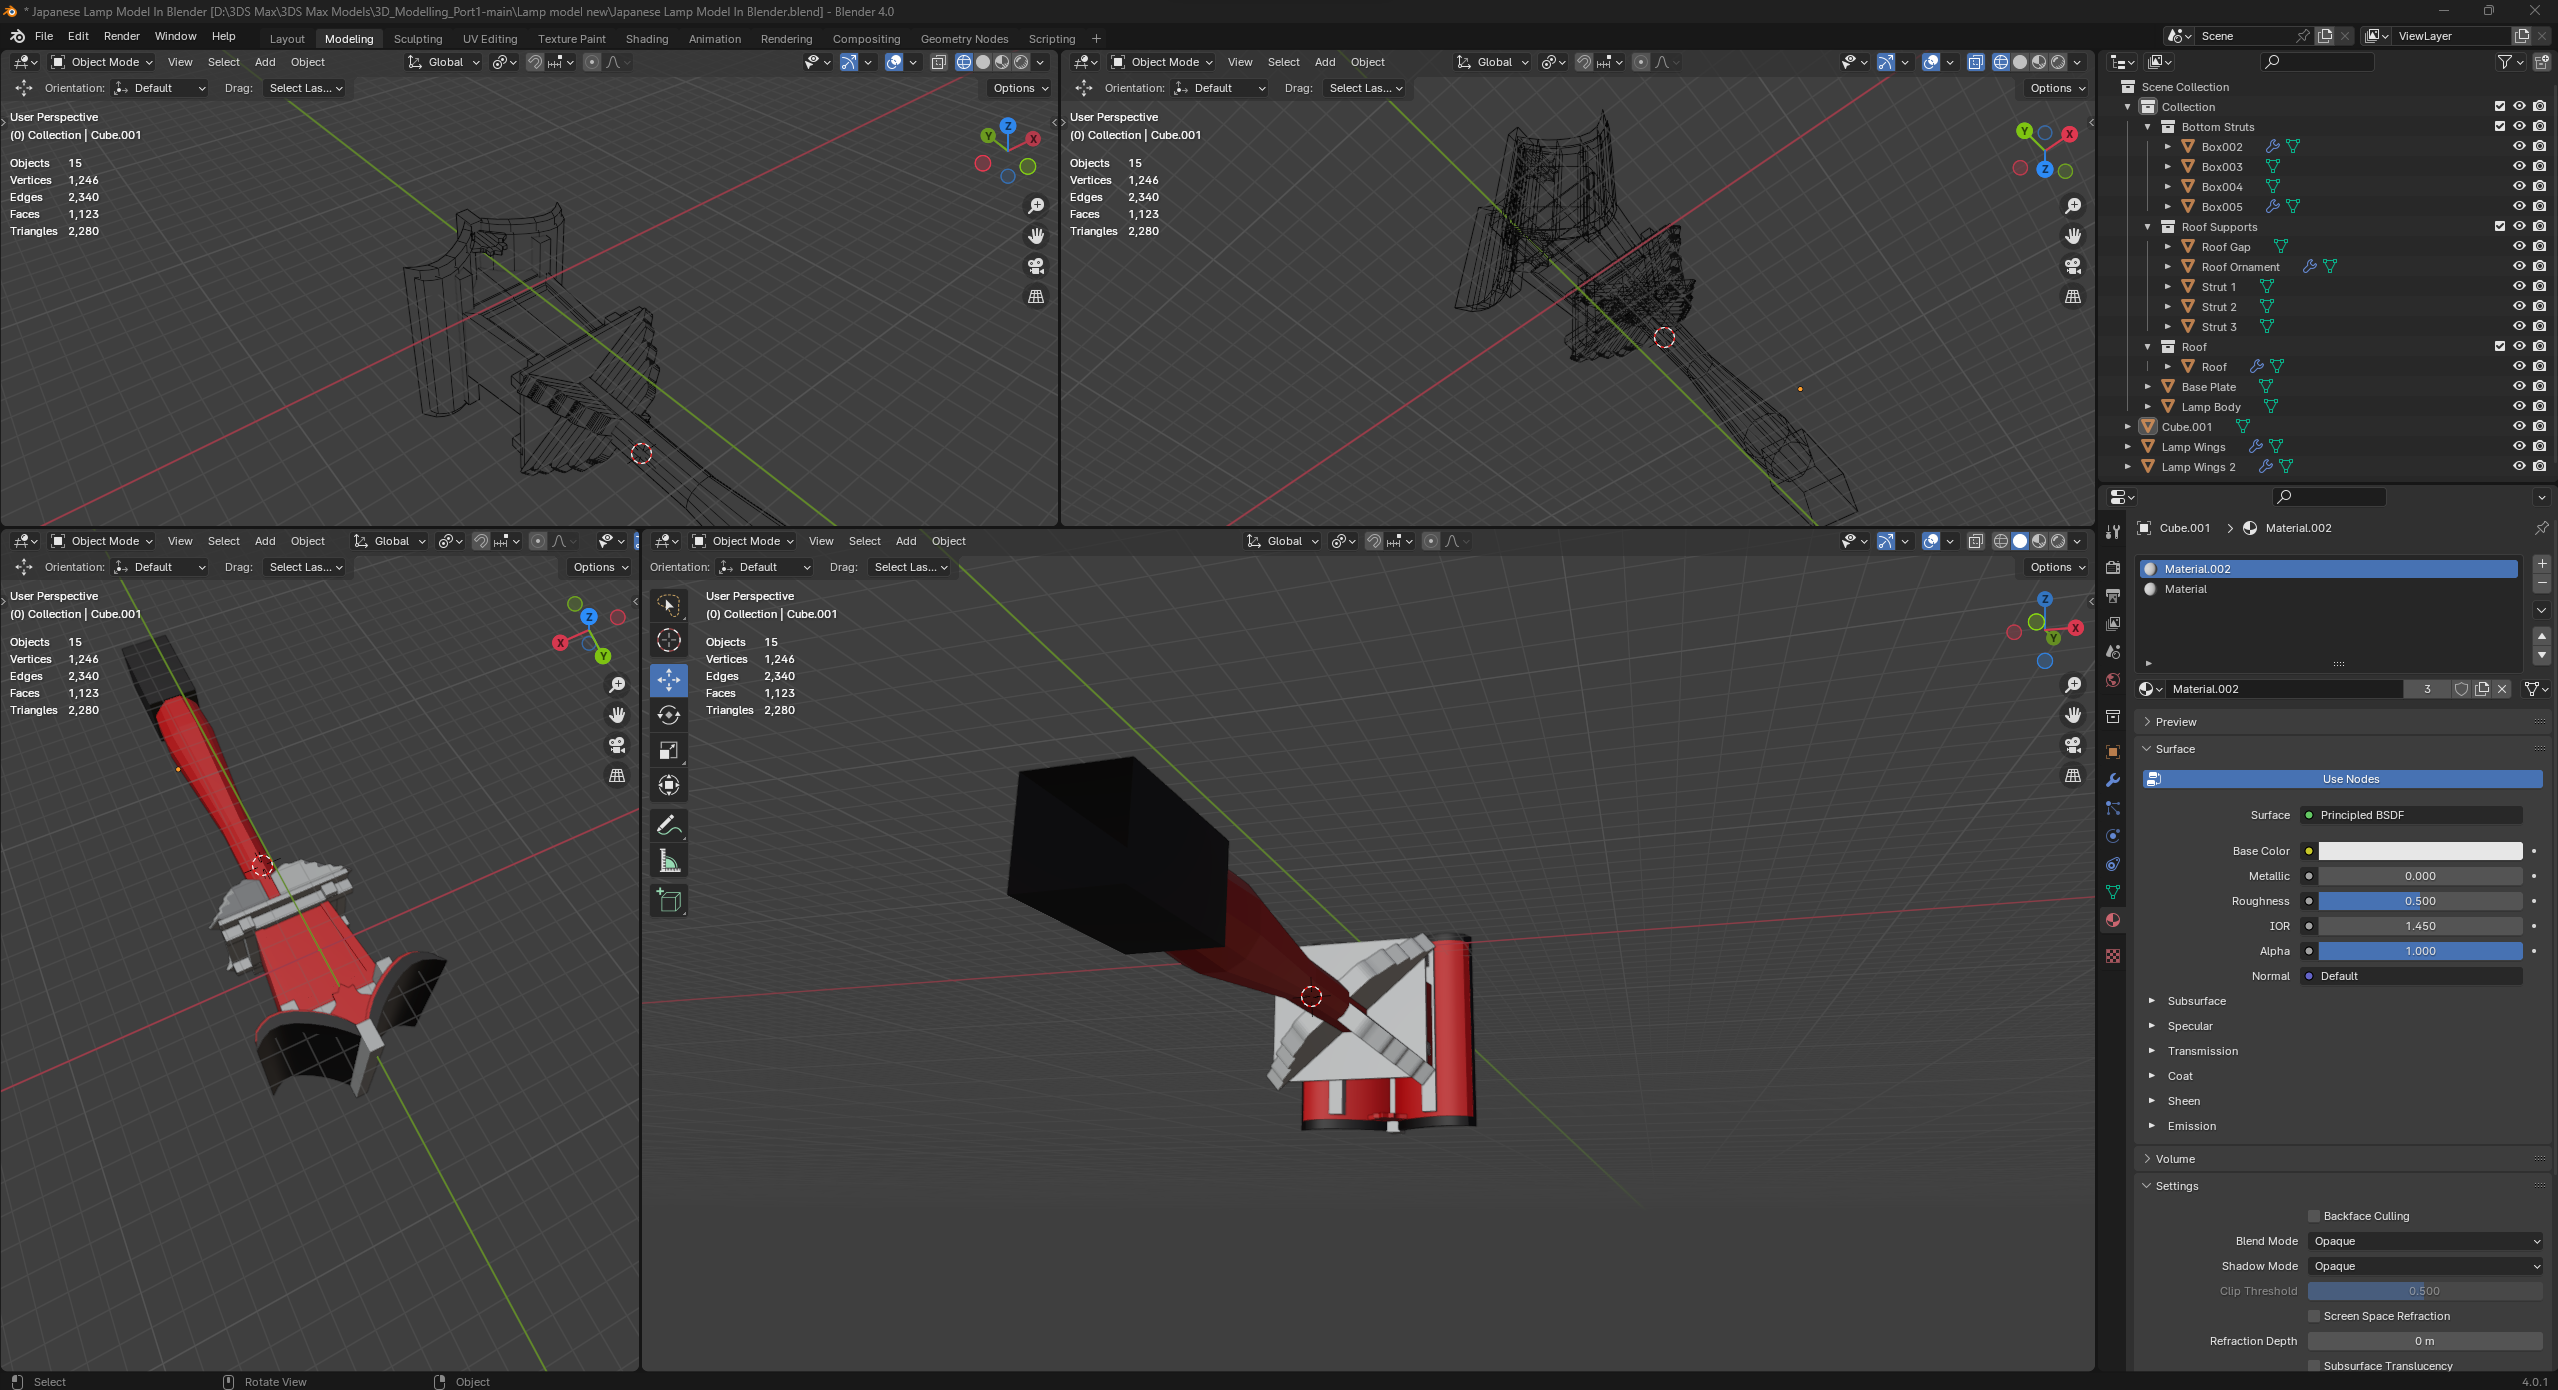 * Japanese Lamp Model In Blender [D:\3DS Max\3DS Max Models\3D_Modelling_Port1-main\Lamp model new\Japanese Lamp Model In Blender.blend] - Blender 4.0
File Edit Render Window Help Layout Modeling Sculpting UV Editing Texture Paint Shading Animation Rendering Compositing Geometry Nodes Scripting + Scene ViewLayer
Object Mode View Select Add Object Global
Orientation: Default Drag: Select Las... Options
User Perspective
(0) Collection | Cube.001
Objects 15
Vertices 1,246
Edges 2,340
Faces 1,123
Triangles 2,280
Z
Y
X
Object Mode View Select Add Object Global
Orientation: Default Drag: Select Las... Options
User Perspective
(0) Collection | Cube.001
Objects 15
Vertices 1,246
Edges 2,340
Faces 1,123
Triangles 2,280
Y
X
Z
Object Mode View Select Add Object Global
Orientation: Default Drag: Select Las... Options
User Perspective
(0) Collection | Cube.001
Objects 15
Vertices 1,246
Edges 2,340
Faces 1,123
Triangles 2,280
Z
X
Y
Object Mode View Select Add Object Global
Orientation: Default Drag: Select Las... Options
User Perspective
(0) Collection | Cube.001
Objects 15
Vertices 1,246
Edges 2,340
Faces 1,123
Triangles 2,280
Z
X
Y
Scene Collection
Collection
Bottom Struts
Box002
Box003
Box004
Box005
Roof Supports
Roof Gap
Roof Ornament
Strut 1
Strut 2
Strut 3
Roof
Roof
Base Plate
Lamp Body
Cube.001
Lamp Wings
Lamp Wings 2
Cube.001 Material.002
Material.002
Material
Material.002 3
Preview
Surface
Use Nodes
Surface Principled BSDF
Base Color
Metallic 0.000
Roughness 0.500
IOR 1.450
Alpha 1.000
Normal Default
Subsurface
Specular
Transmission
Coat
Sheen
Emission
Volume
Settings
Backface Culling
Blend Mode Opaque
Shadow Mode Opaque
Clip Threshold 0.500
Screen Space Refraction
Refraction Depth 0 m
Subsurface Translucency
Select Rotate View Object 4.0.1